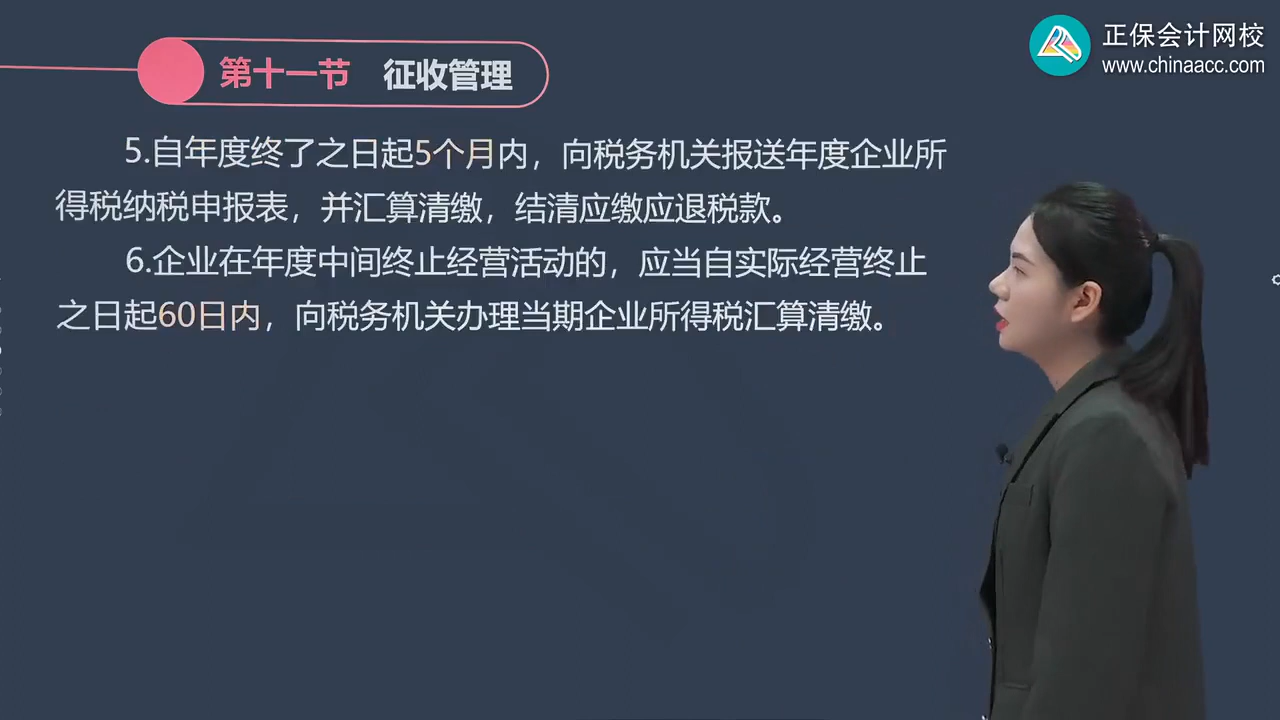 第十一节 征收管理
正保会计网校
www.chinaacc.com
5.自年度终了之日起5个月内，向税务机关报送年度企业所
得税纳税申报表，并汇算清缴，结清应缴应退税款。
6.企业在年度中间终止经营活动的，应当自实际经营终止
之日起60日内，向税务机关办理当期企业所得税汇算清缴。